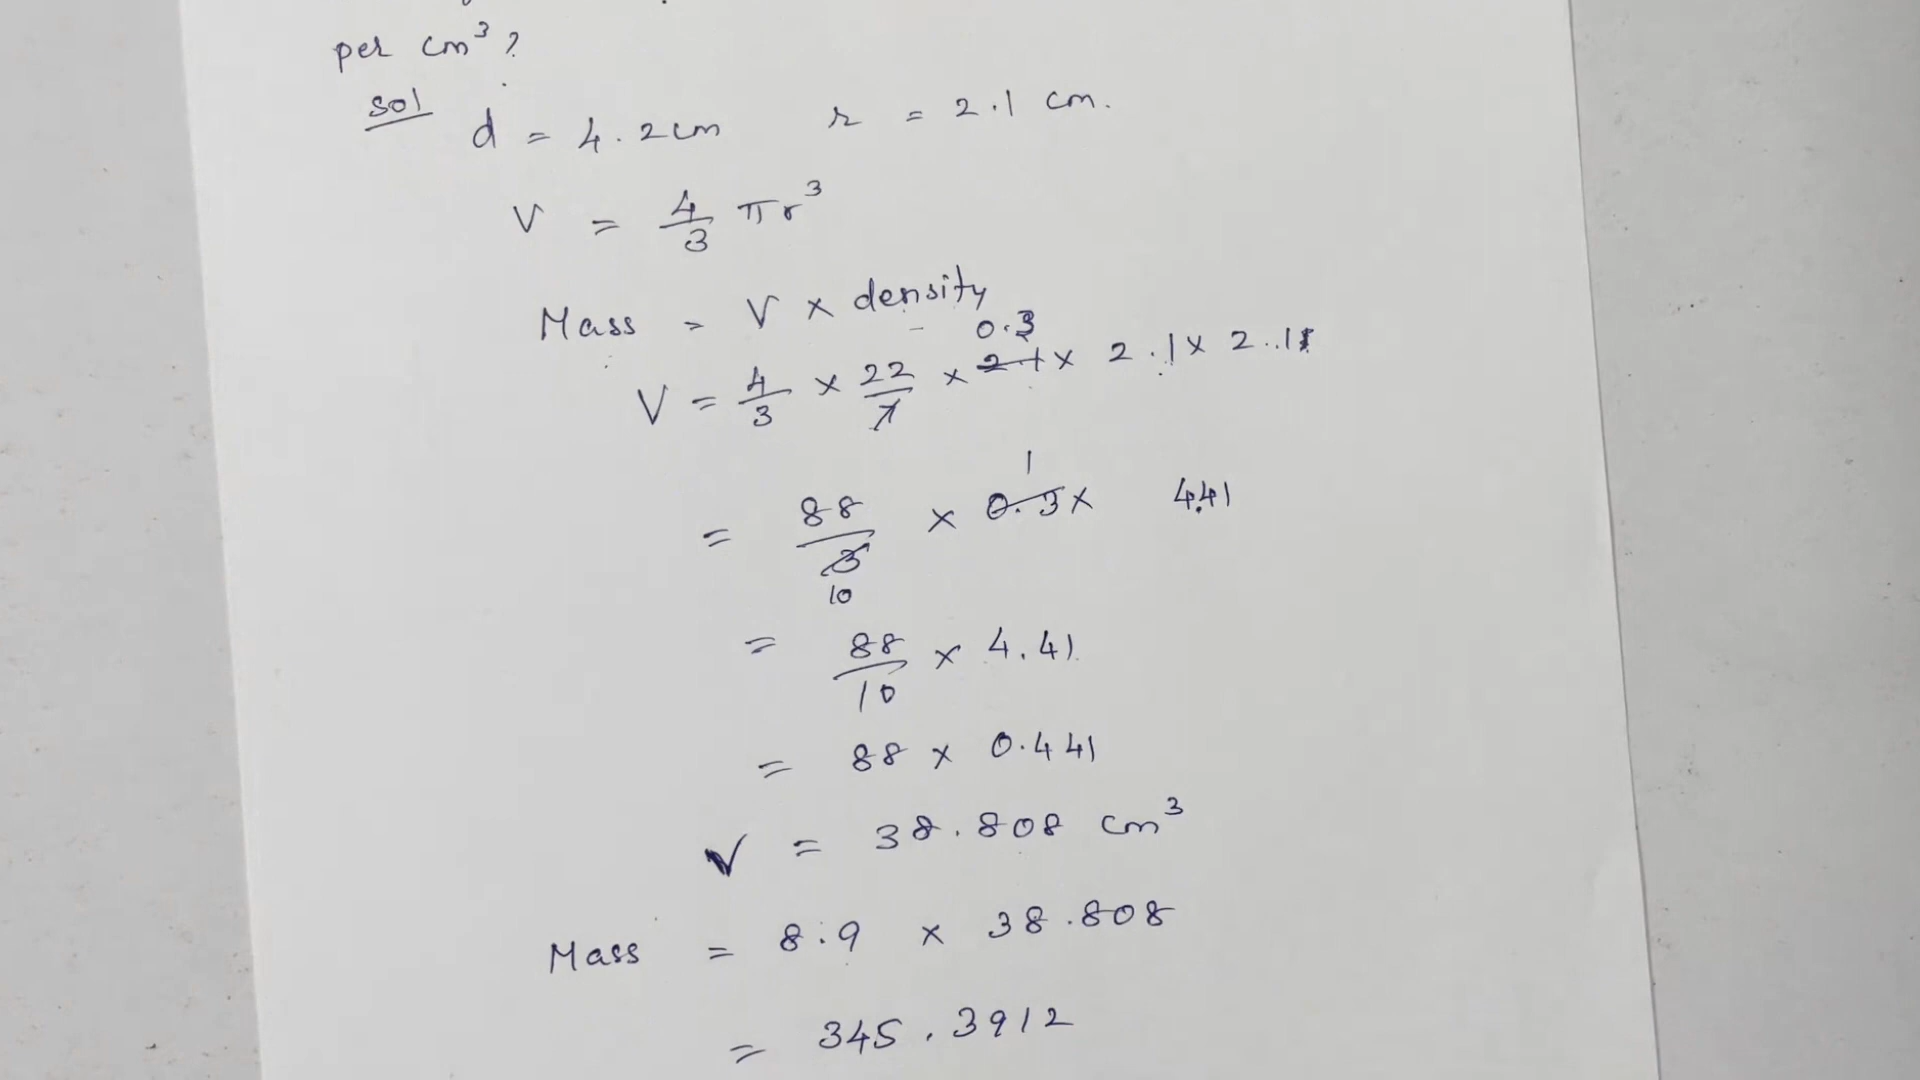 per cm³ ?
sol
d = 4.2cm r = 2.1 cm.
V = 4/3 πr³
Mass = V x density
0.3
V = 4/3 x 22/7 x 2.1 x 2.1 x 2.1
1
= 88/3 x 0.3 x 4.41
10
= 88/10 x 4.41
= 88 x 0.441
V = 38.808 cm³
Mass = 8.9 x 38.808
= 345.3912